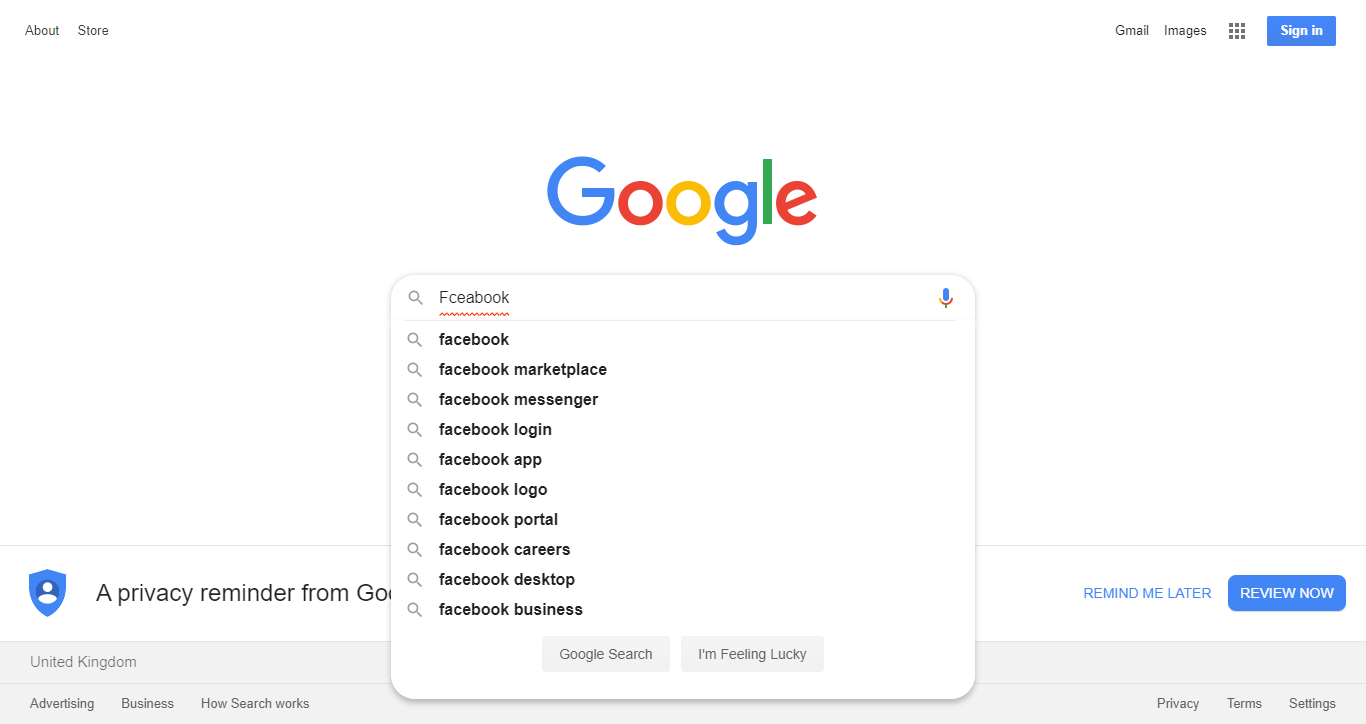 About Store
Gmail Images Sign in
Google
Fceabook
facebook
facebook marketplace
facebook messenger
facebook login
facebook app
facebook logo
facebook portal
facebook careers
facebook desktop
facebook business
A privacy reminder from
REMIND ME LATER REVIEW NOW
Google Search I'm Feeling Lucky
United Kingdom
Advertising Business How Search works
Privacy Terms Settings